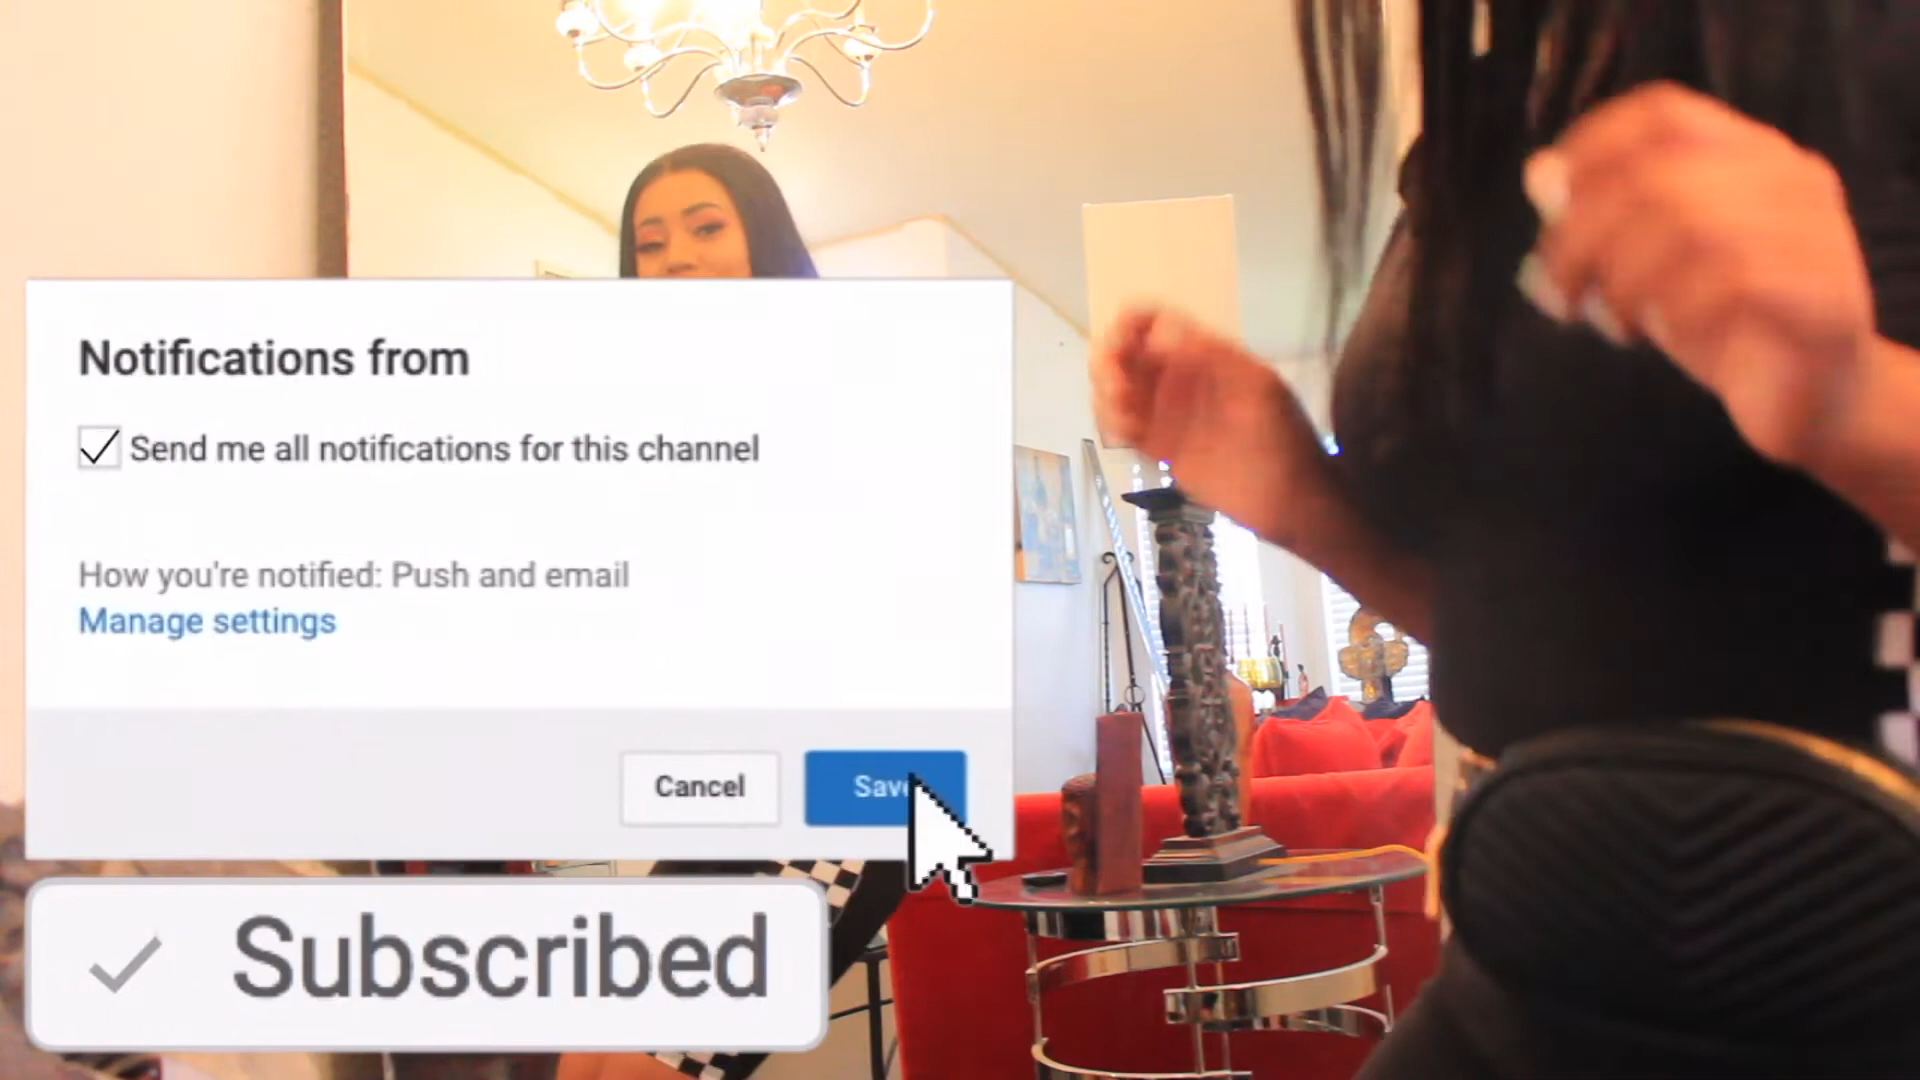 Notifications from
Send me all notifications for this channel
How you're notified: Push and email
Manage settings
Cancel
Save
Subscribed